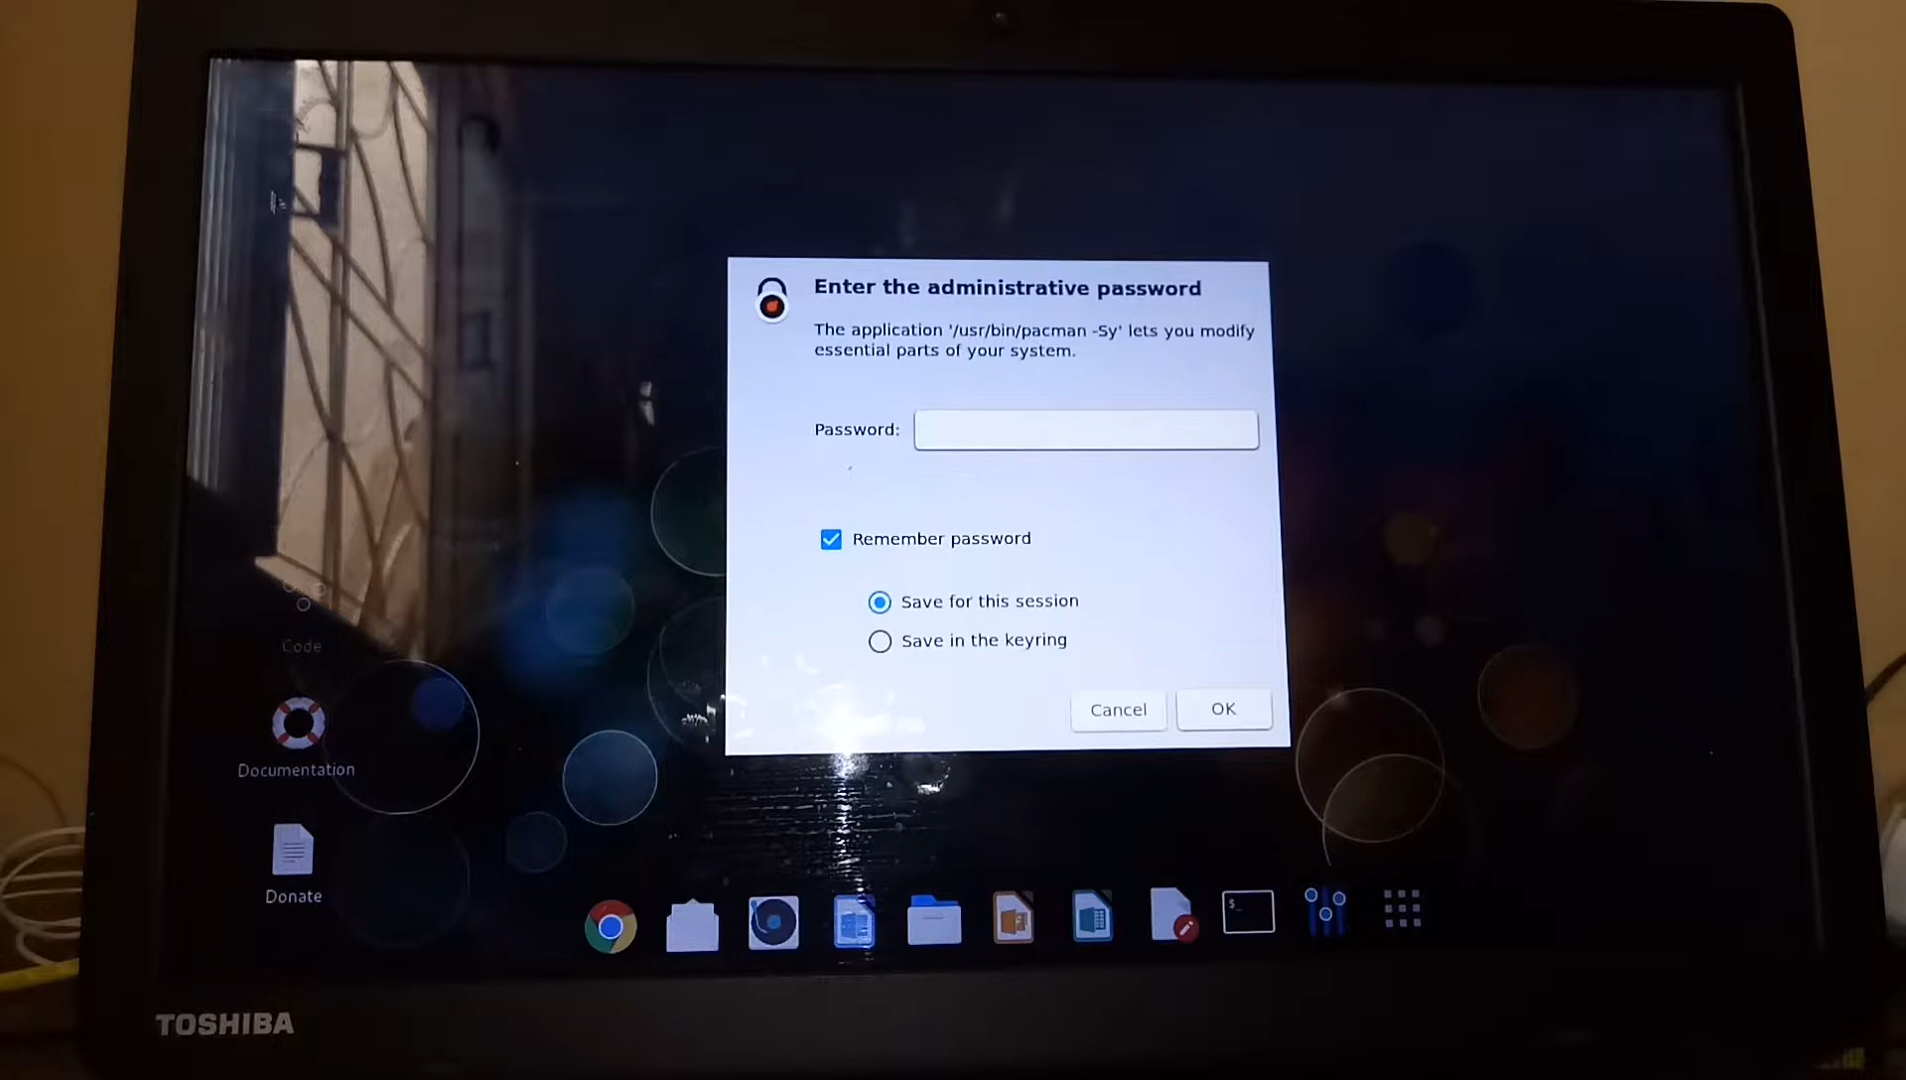 Enter the administrative password
The application '/usr/bin/pacman -Sy' lets you modify
essential parts of your system.
Password:
Remember password
Save for this session
Save in the keyring
Cancel
OK
Code
Documentation
Donate
$_
TOSHIBA